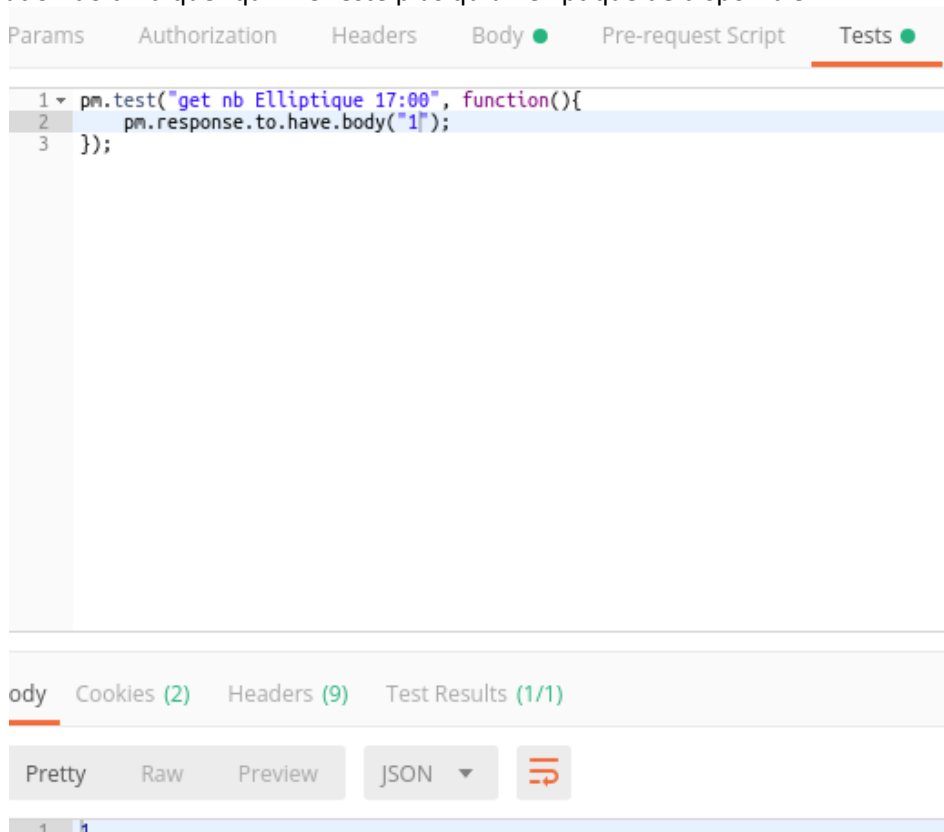 Params Authorization Headers Body Pre-request Script Tests
1 pm.test("get nb Elliptique 17:00", function(){
2 pm.response.to.have.body("1");
3 });
ody Cookies (2) Headers (9) Test Results (1/1)
Pretty Raw Preview JSON
1 1